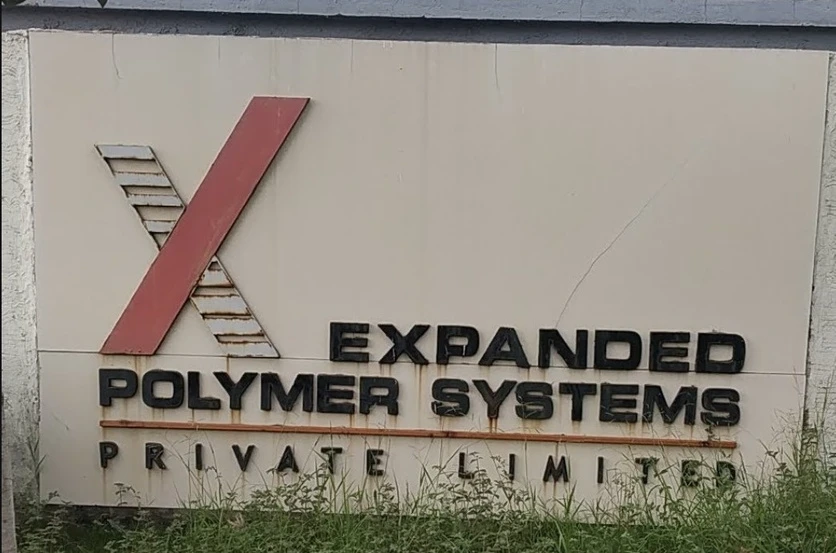 EXPANDED
POLYMER SYSTEMS
PRIVATE LIMITED